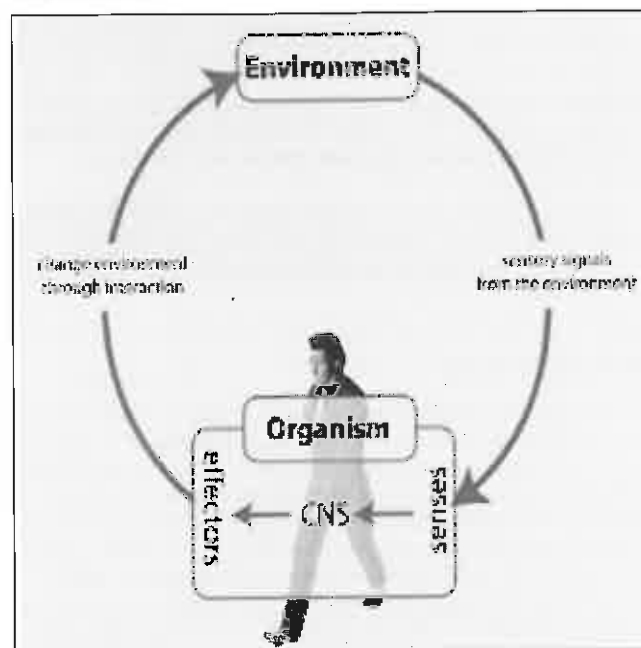 Environment
change environment
through interaction
sensory signals
from the environment
Organism
effectors
CNS
senses